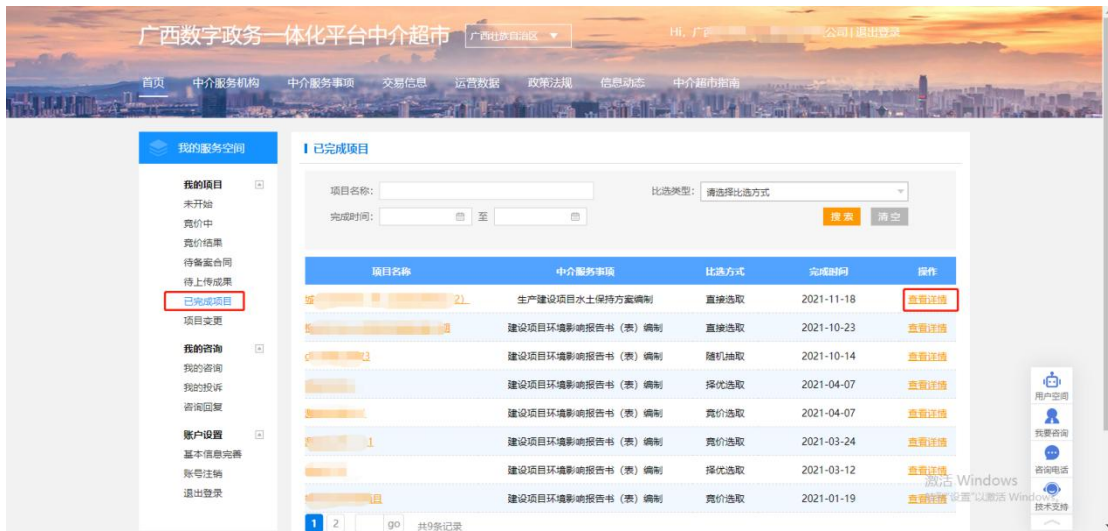 广西数字政务一体化平台中介超市 广西壮族自治区
Hi, 广 公司 | 退出登录
首页 中介服务机构 中介服务事项 交易信息 运营数据 政策法规 信息动态 中介超市指南
我的服务空间
我的项目
未开始
竞价中
竞价结果
待备案合同
待上传成果
已完成项目
项目变更
我的咨询
我的咨询
我的投诉
咨询回复
账户设置
基本信息完善
账号注销
退出登录
已完成项目
项目名称: 比选类型: 请选择比选方式
完成时间: 至 搜索 清空
项目名称 中介服务事项 比选方式 完成时间 操作
2) 生产建设项目水土保持方案编制 直接选取 2021-11-18 查看详情
建设项目环境影响报告书（表）编制 直接选取 2021-10-23 查看详情
建设项目环境影响报告书（表）编制 随机抽取 2021-10-14 查看详情
建设项目环境影响报告书（表）编制 择优选取 2021-04-07 查看详情
建设项目环境影响报告书（表）编制 竞价选取 2021-04-07 查看详情
1 建设项目环境影响报告书（表）编制 竞价选取 2021-03-24 查看详情
建设项目环境影响报告书（表）编制 择优选取 2021-03-12 查看详情
目 建设项目环境影响报告书（表）编制 竞价选取 2021-01-19 查看详情
1 2 go 共9条记录
用户空间
我要咨询
咨询电话
技术支持
激活 Windows
设置"以激活 Windows。